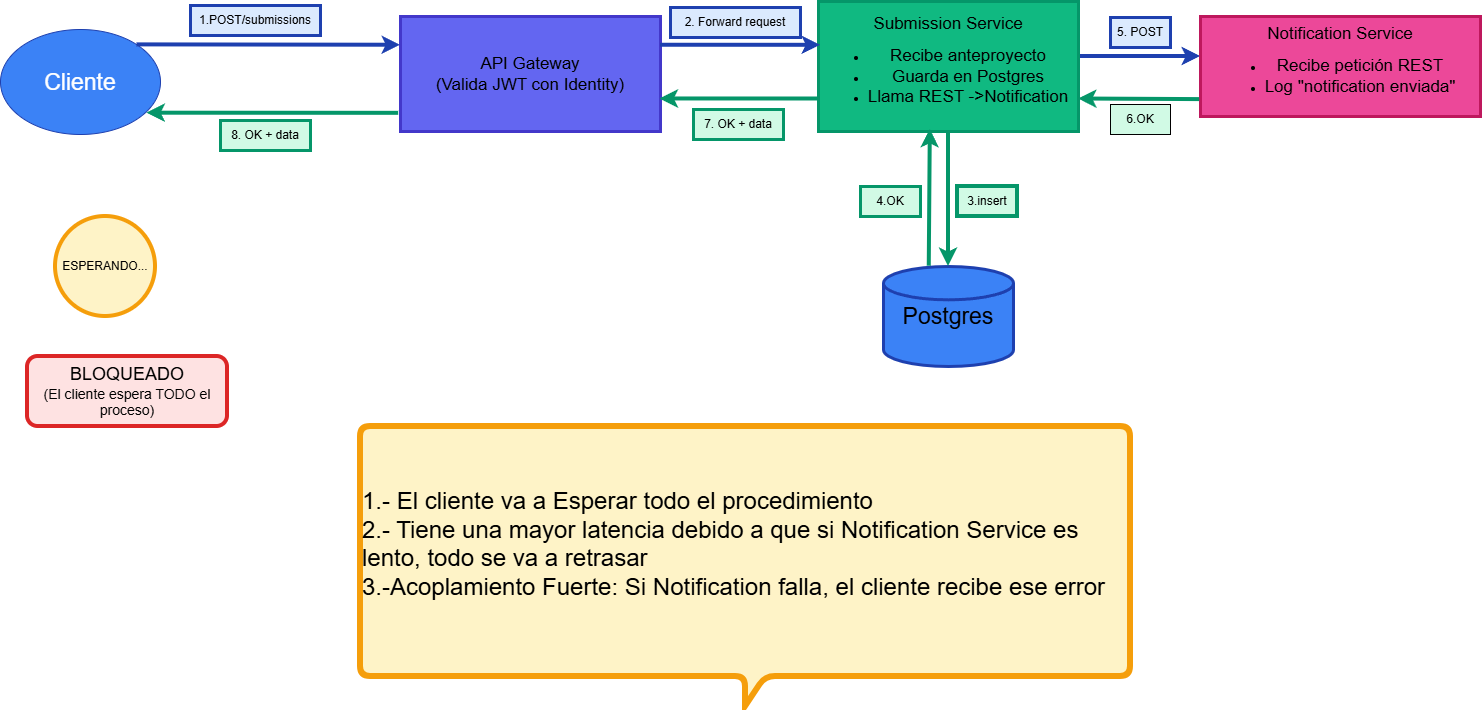 1.POST/submissions
2. Forward request
Submission Service
5. POST
Notification Service
Cliente
API Gateway
(Valida JWT con Identity)
• Recibe anteproyecto
• Guarda en Postgres
• Llama REST ->Notification
• Recibe petición REST
• Log "notification enviada"
8. OK + data
7. OK + data
6.OK
4.OK
3.insert
ESPERANDO...
Postgres
BLOQUEADO
(El cliente espera TODO el
proceso)
1.- El cliente va a Esperar todo el procedimiento
2.- Tiene una mayor latencia debido a que si Notification Service es
lento, todo se va a retrasar
3.-Acoplamiento Fuerte: Si Notification falla, el cliente recibe ese error